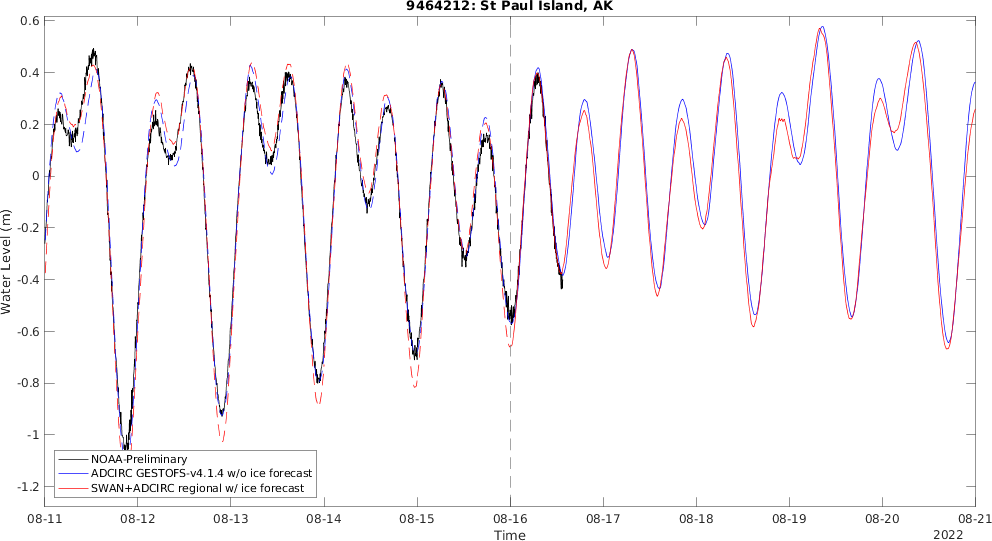 9464212: St Paul Island, AK
0.6
0.4
0.2
0
-0.2
-0.4
-0.6
-0.8
-1
-1.2
Water Level (m)
NOAA-Preliminary
ADCIRC GESTOFS-v4.1.4 w/o ice forecast
SWAN+ADCIRC regional w/ ice forecast
08-11 08-12 08-13 08-14 08-15 08-16 08-17 08-18 08-19 08-20 08-21
Time
2022